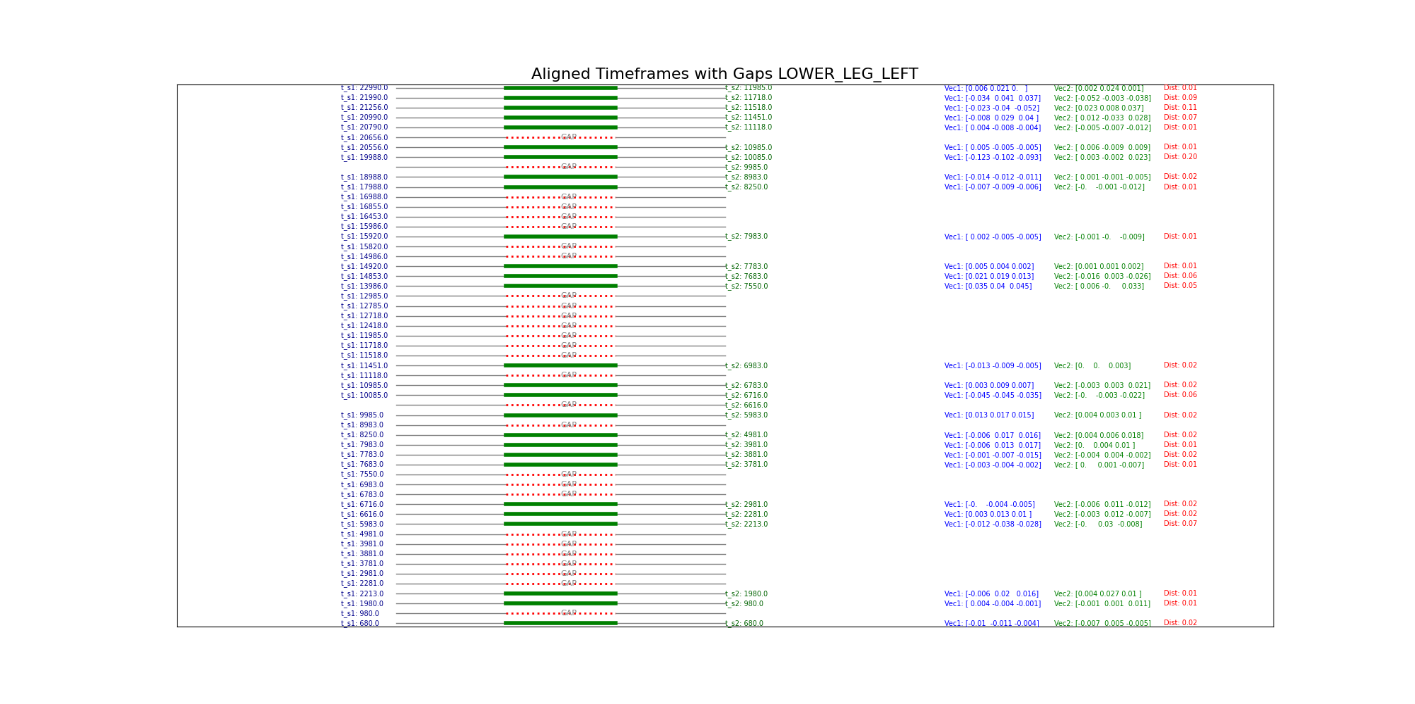 Aligned Timeframes with Gaps LOWER_LEG_LEFT
t_s1: 22990.0 t_s2: 11985.0 Vec1: [0.006 0.021 0.   ] Vec2: [0.002 0.024 0.001] Dist: 0.01
t_s1: 21990.0 t_s2: 11718.0 Vec1: [-0.034  0.041  0.037] Vec2: [-0.052 -0.003 -0.038] Dist: 0.09
t_s1: 21256.0 t_s2: 11518.0 Vec1: [-0.023 -0.04  -0.052] Vec2: [0.023 0.008 0.037] Dist: 0.11
t_s1: 20990.0 t_s2: 11451.0 Vec1: [-0.008  0.029  0.04 ] Vec2: [ 0.012 -0.033  0.028] Dist: 0.07
t_s1: 20790.0 t_s2: 11118.0 Vec1: [ 0.004 -0.008 -0.004] Vec2: [-0.005 -0.007 -0.012] Dist: 0.01
t_s1: 20656.0 GAP
t_s1: 20556.0 t_s2: 10985.0 Vec1: [ 0.005 -0.005 -0.005] Vec2: [ 0.006 -0.009  0.009] Dist: 0.01
t_s1: 19988.0 t_s2: 10085.0 Vec1: [-0.123 -0.102 -0.093] Vec2: [ 0.003 -0.002  0.023] Dist: 0.20
GAP t_s2: 9985.0
t_s1: 18988.0 t_s2: 8983.0 Vec1: [-0.014 -0.012 -0.011] Vec2: [ 0.001 -0.001 -0.005] Dist: 0.02
t_s1: 17988.0 t_s2: 8250.0 Vec1: [-0.007 -0.009 -0.006] Vec2: [-0.    -0.001 -0.012] Dist: 0.01
t_s1: 16988.0 GAP
t_s1: 16855.0 GAP
t_s1: 16453.0 GAP
t_s1: 15986.0 GAP
t_s1: 15920.0 t_s2: 7983.0 Vec1: [ 0.002 -0.005 -0.005] Vec2: [-0.001 -0.    -0.009] Dist: 0.01
t_s1: 15820.0 GAP
t_s1: 14986.0 GAP
t_s1: 14920.0 t_s2: 7783.0 Vec1: [0.005 0.004 0.002] Vec2: [0.001 0.001 0.002] Dist: 0.01
t_s1: 14853.0 t_s2: 7683.0 Vec1: [0.021 0.019 0.013] Vec2: [-0.016  0.003 -0.026] Dist: 0.06
t_s1: 13986.0 t_s2: 7550.0 Vec1: [0.035 0.04  0.045] Vec2: [ 0.006 -0.     0.033] Dist: 0.05
t_s1: 12985.0 GAP
t_s1: 12785.0 GAP
t_s1: 12718.0 GAP
t_s1: 12418.0 GAP
t_s1: 11985.0 GAP
t_s1: 11718.0 GAP
t_s1: 11518.0 GAP
t_s1: 11451.0 t_s2: 6983.0 Vec1: [-0.013 -0.009 -0.005] Vec2: [0.    0.    0.003] Dist: 0.02
t_s1: 11118.0 GAP
t_s1: 10985.0 t_s2: 6783.0 Vec1: [0.003 0.009 0.007] Vec2: [-0.003  0.003  0.021] Dist: 0.02
t_s1: 10085.0 t_s2: 6716.0 Vec1: [-0.045 -0.045 -0.035] Vec2: [-0.    -0.003 -0.022] Dist: 0.06
GAP t_s2: 6616.0
t_s1: 9985.0 t_s2: 5983.0 Vec1: [0.013 0.017 0.015] Vec2: [0.004 0.003 0.01 ] Dist: 0.02
t_s1: 8983.0 GAP
t_s1: 8250.0 t_s2: 4981.0 Vec1: [-0.006  0.017  0.016] Vec2: [0.004 0.006 0.018] Dist: 0.02
t_s1: 7983.0 t_s2: 3981.0 Vec1: [-0.006  0.013  0.017] Vec2: [0.    0.004 0.01 ] Dist: 0.01
t_s1: 7783.0 t_s2: 3881.0 Vec1: [-0.001 -0.007 -0.015] Vec2: [-0.004  0.004 -0.002] Dist: 0.02
t_s1: 7683.0 t_s2: 3781.0 Vec1: [-0.003 -0.004 -0.002] Vec2: [ 0.     0.001 -0.007] Dist: 0.01
t_s1: 7550.0 GAP
t_s1: 6983.0 GAP
t_s1: 6783.0 GAP
t_s1: 6716.0 t_s2: 2981.0 Vec1: [-0.    -0.004 -0.005] Vec2: [-0.006  0.011 -0.012] Dist: 0.02
t_s1: 6616.0 t_s2: 2281.0 Vec1: [0.003 0.013 0.01 ] Vec2: [-0.003  0.012 -0.007] Dist: 0.02
t_s1: 5983.0 t_s2: 2213.0 Vec1: [-0.012 -0.038 -0.028] Vec2: [-0.     0.03  -0.008] Dist: 0.07
t_s1: 4981.0 GAP
t_s1: 3981.0 GAP
t_s1: 3881.0 GAP
t_s1: 3781.0 GAP
t_s1: 2981.0 GAP
t_s1: 2281.0 GAP
t_s1: 2213.0 t_s2: 1980.0 Vec1: [-0.006  0.02   0.016] Vec2: [0.004 0.027 0.01 ] Dist: 0.01
t_s1: 1980.0 t_s2: 980.0 Vec1: [ 0.004 -0.004 -0.001] Vec2: [-0.001  0.001  0.011] Dist: 0.01
t_s1: 980.0 GAP
t_s1: 680.0 t_s2: 680.0 Vec1: [-0.01  -0.011 -0.004] Vec2: [-0.007  0.005 -0.005] Dist: 0.02